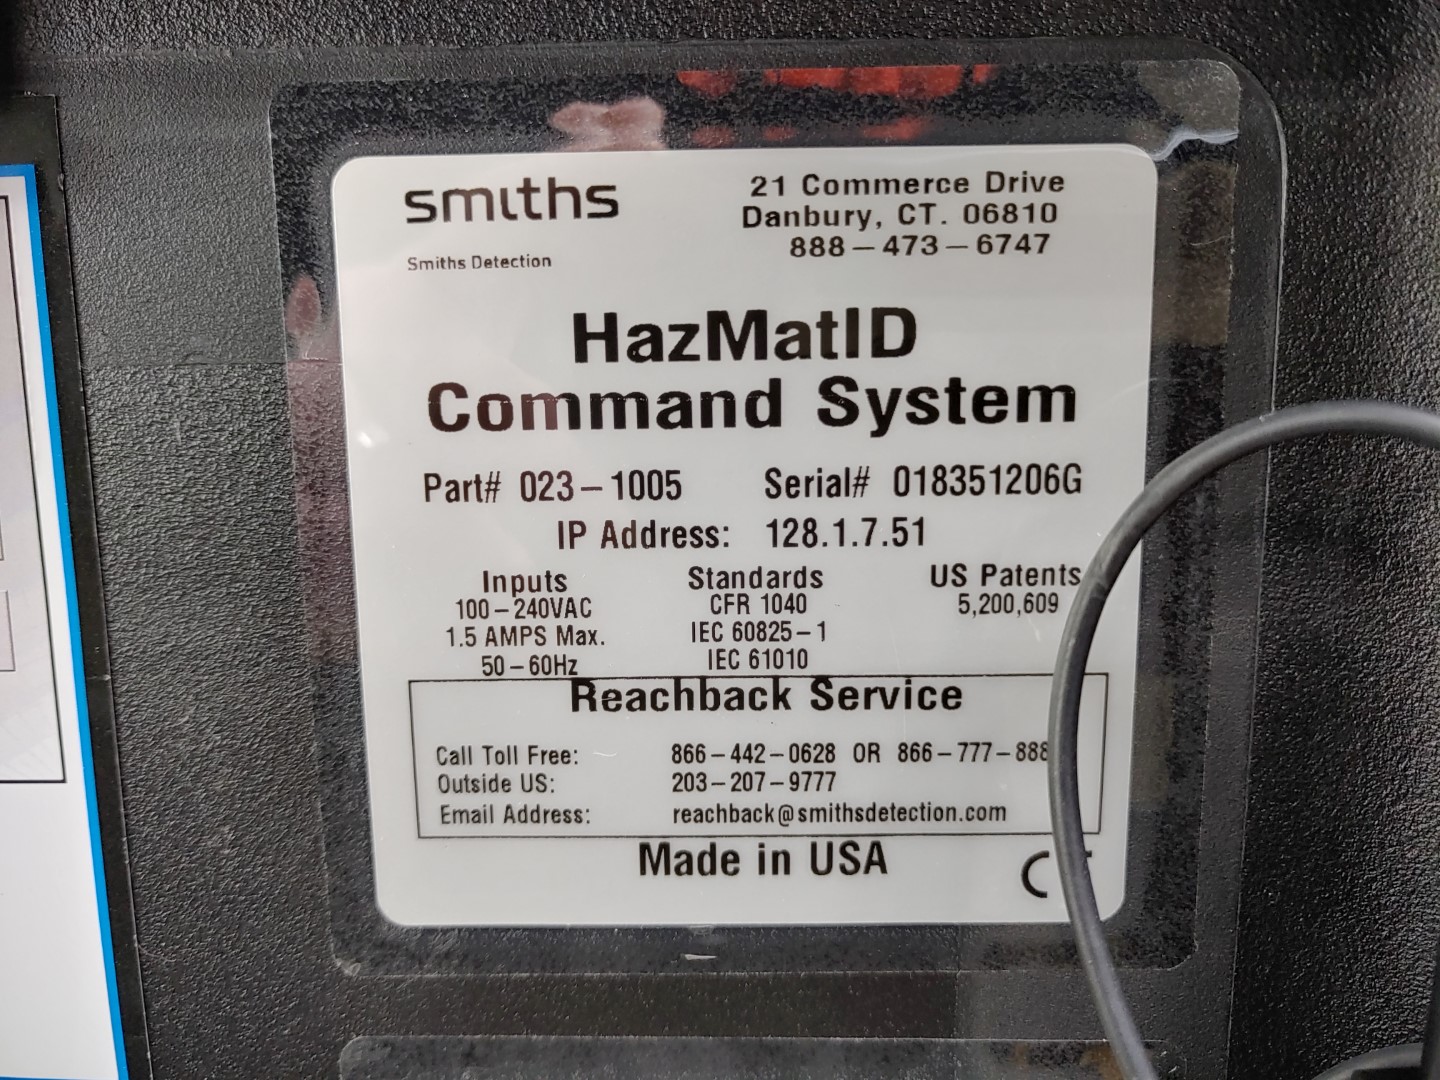 smiths
Smiths Detection
21 Commerce Drive
Danbury, CT. 06810
888-473-6747
HazMatID
Command System
Part# 023-1005 Serial# 018351206G
IP Address: 128.1.7.51
Inputs
100-240VAC
1.5 AMPS Max.
50-60Hz
Standards
CFR 1040
IEC 60825-1
IEC 61010
US Patents
5,200,609
Reachback Service
Call Toll Free: 866-442-0628 OR
Outside US: 203-207-9777
Email Address: reachback@smithsdetection.com
Made in USA